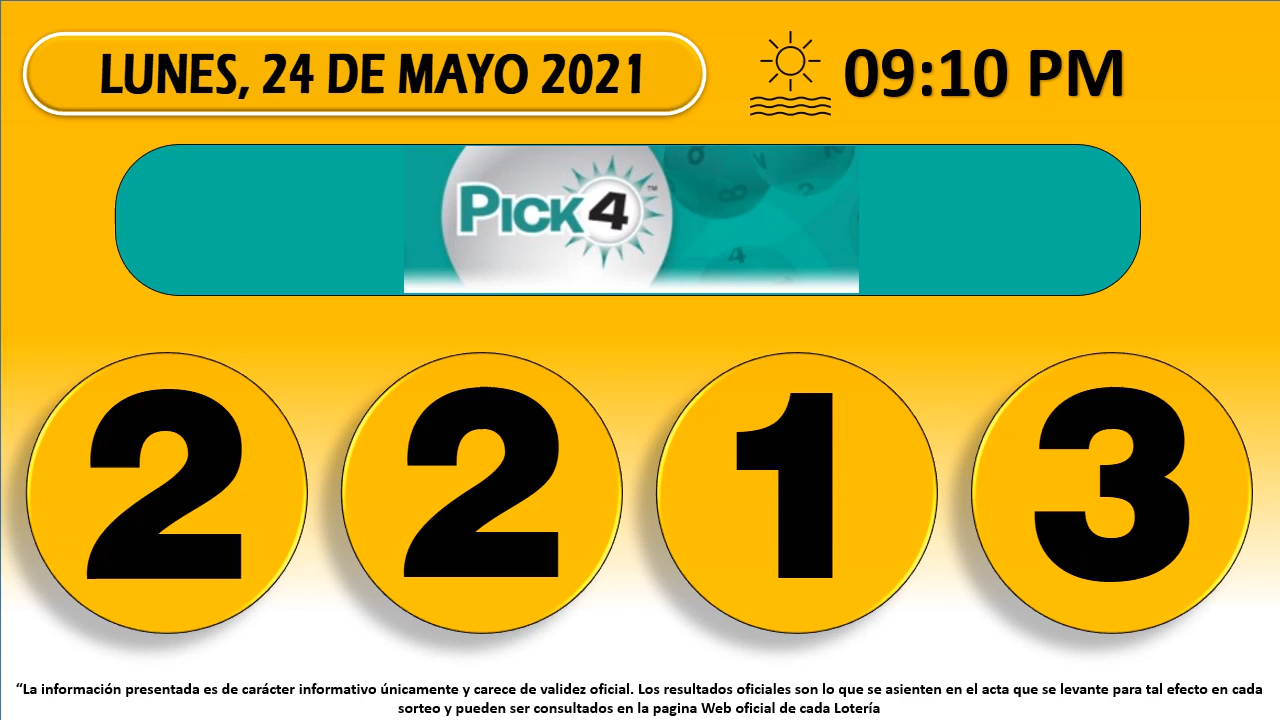 LUNES, 24 DE MAYO 2021
09:10 PM
PICK4™
2 2 1 3
“La información presentada es de carácter informativo únicamente y carece de validez oficial. Los resultados oficiales son lo que se asienten en el acta que se levante para tal efecto en cada
sorteo y pueden ser consultados en la pagina Web oficial de cada Lotería